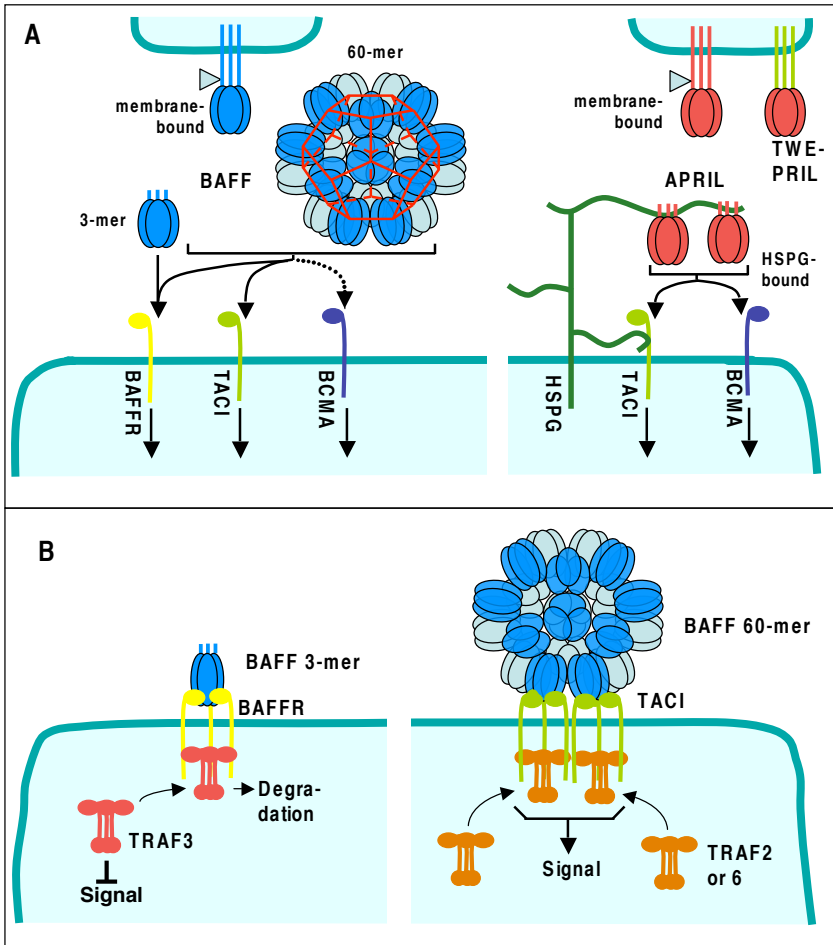 A
60-mer
membrane-
bound
BAFF
3-mer
BAFFR
TACI
BCMA
membrane-
bound
TWE-
PRIL
APRIL
HSPG-
bound
HSPG
TACI
BCMA
B
BAFF 3-mer
BAFFR
Degra-
dation
TRAF3
Signal
BAFF 60-mer
TACI
Signal
TRAF2
or 6